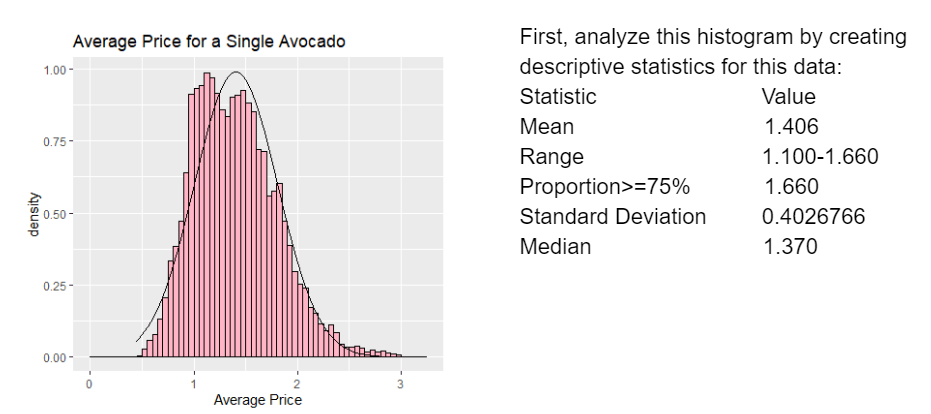 Average Price for a Single Avocado
1.00
0.75
0.50
0.25
0.00
density
0 1 2 3
Average Price
First, analyze this histogram by creating
descriptive statistics for this data:
Statistic Value
Mean 1.406
Range 1.100-1.660
Proportion>=75% 1.660
Standard Deviation 0.4026766
Median 1.370